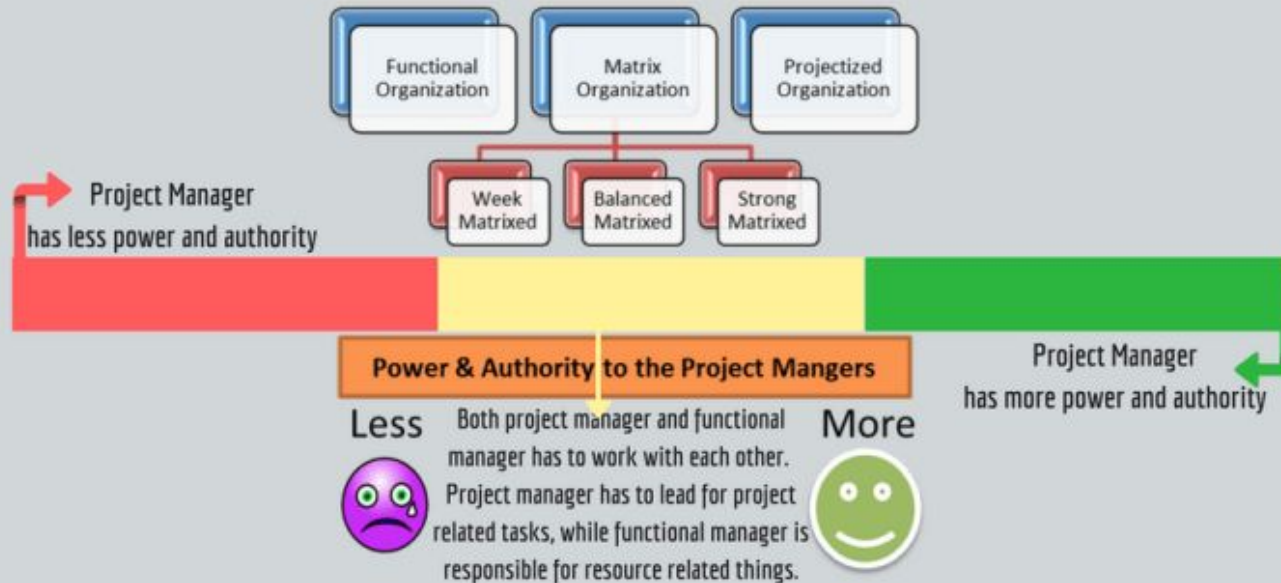 Functional
Organization
Matrix
Organization
Projectized
Organization
Week
Matrixed
Balanced
Matrixed
Strong
Matrixed
Project Manager
has less power and authority
Power & Authority to the Project Mangers
Project Manager
has more power and authority
Less
Both project manager and functional
manager has to work with each other.
Project manager has to lead for project
related tasks, while functional manager is
responsible for resource related things.
More